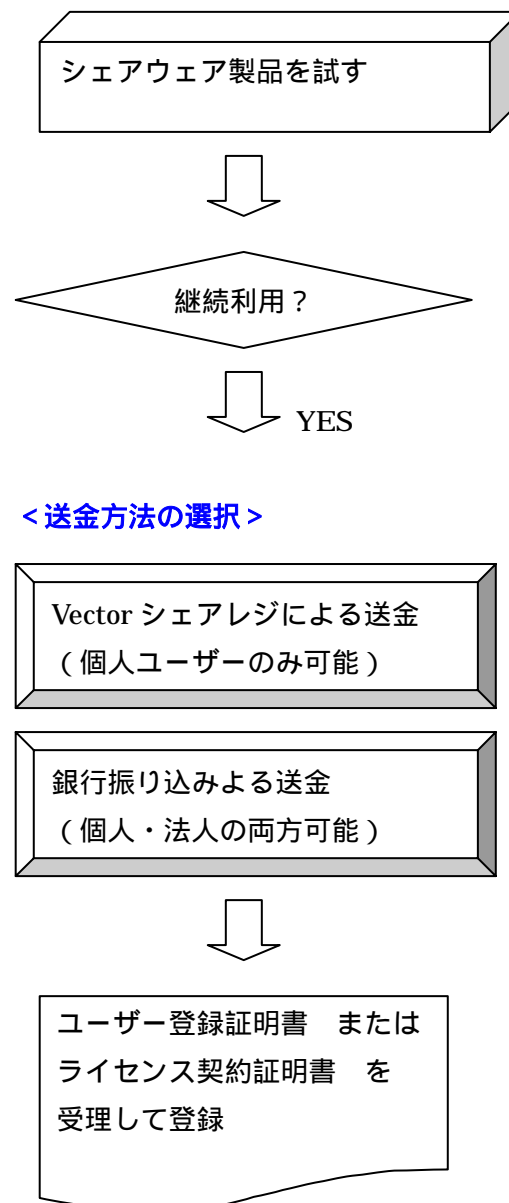 シェアウェア製品を試す
継続利用？
YES
＜送金方法の選択＞
Vector シェアレジによる送金
（個人ユーザーのみ可能）
銀行振り込みよる送金
（個人・法人の両方可能）
ユーザー登録証明書　または
ライセンス契約証明書　を
受理して登録